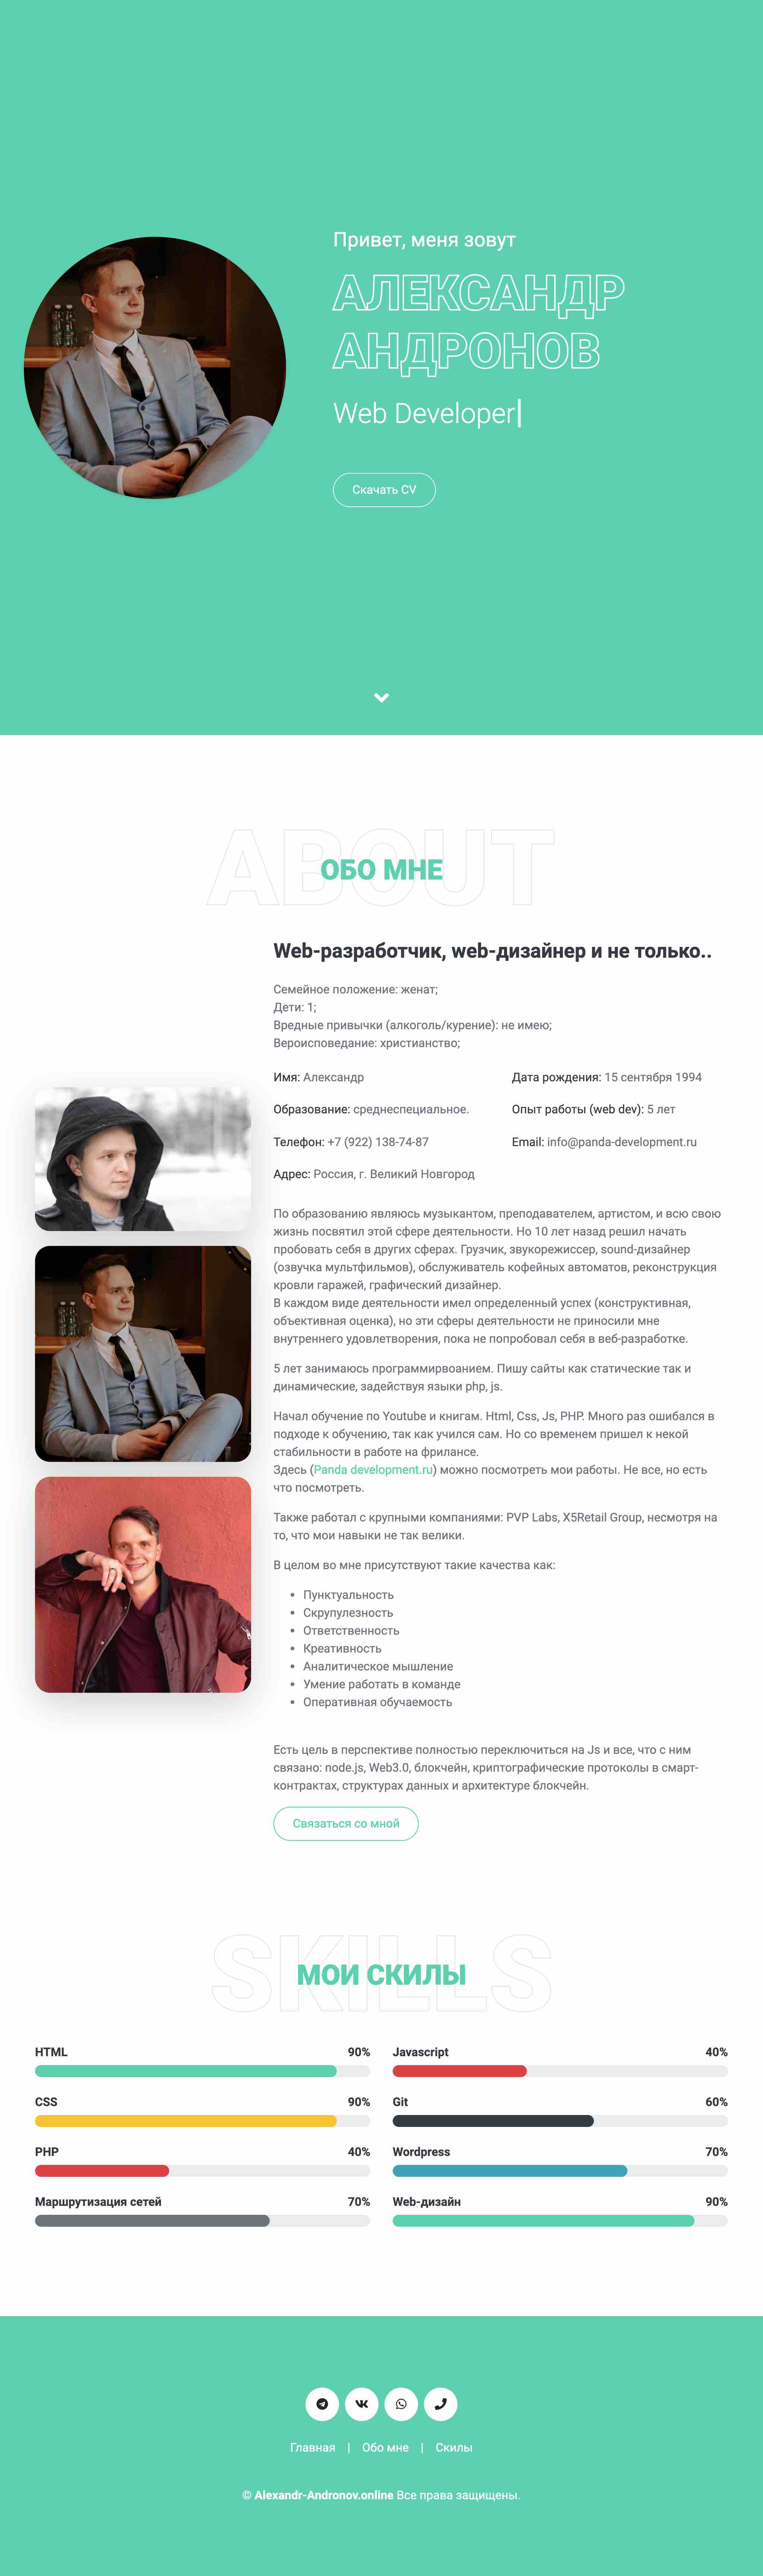 Привет, меня зовут
АЛЕКСАНДР
АНДРОНОВ
Web Developer
Скачать CV
ABOUT
ОБО МНЕ
Web-разработчик, web-дизайнер и не только..
Семейное положение: женат;
Дети: 1;
Вредные привычки (алкоголь/курение): не имею;
Вероисповедание: христианство;
Имя: Александр
Дата рождения: 15 сентября 1994
Образование: среднеспециальное.
Опыт работы (web dev): 5 лет
Телефон: +7 (922) 138-74-87
Email: info@panda-development.ru
Адрес: Россия, г. Великий Новгород
По образованию являюсь музыкантом, преподавателем, артистом, и всю свою
жизнь посвятил этой сфере деятельности. Но 10 лет назад решил начать
пробовать себя в других сферах. Грузчик, звукорежиссер, sound-дизайнер
(озвучка мультфильмов), обслуживатель кофейных автоматов, реконструкция
кровли гаражей, графический дизайнер.
В каждом виде деятельности имел определенный успех (конструктивная,
объективная оценка), но эти сферы деятельности не приносили мне
внутреннего удовлетворения, пока не попробовал себя в веб-разработке.
5 лет занимаюсь программирвоанием. Пишу сайты как статические так и
динамические, задействуя языки php, js.
Начал обучение по Youtube и книгам. Html, Css, Js, PHP. Много раз ошибался в
подходе к обучению, так как учился сам. Но со временем пришел к некой
стабильности в работе на фрилансе.
Здесь (Panda development.ru) можно посмотреть мои работы. Не все, но есть
что посмотреть.
Также работал с крупными компаниями: PVP Labs, X5Retail Group, несмотря на
то, что мои навыки не так велики.
В целом во мне присутствуют такие качества как:
• Пунктуальность
• Скрупулезность
• Ответственность
• Креативность
• Аналитическое мышление
• Умение работать в команде
• Оперативная обучаемость
Есть цель в перспективе полностью переключиться на Js и все, что с ним
связано: node.js, Web3.0, блокчейн, криптографические протоколы в смарт-
контрактах, структурах данных и архитектуре блокчейн.
Связаться со мной
SKILLS
МОИ СКИЛЫ
HTML 90%
Javascript 40%
CSS 90%
Git 60%
PHP 40%
Wordpress 70%
Маршрутизация сетей 70%
Web-дизайн 90%
Главная | Обо мне | Скилы
© Alexandr-Andronov.online Все права защищены.